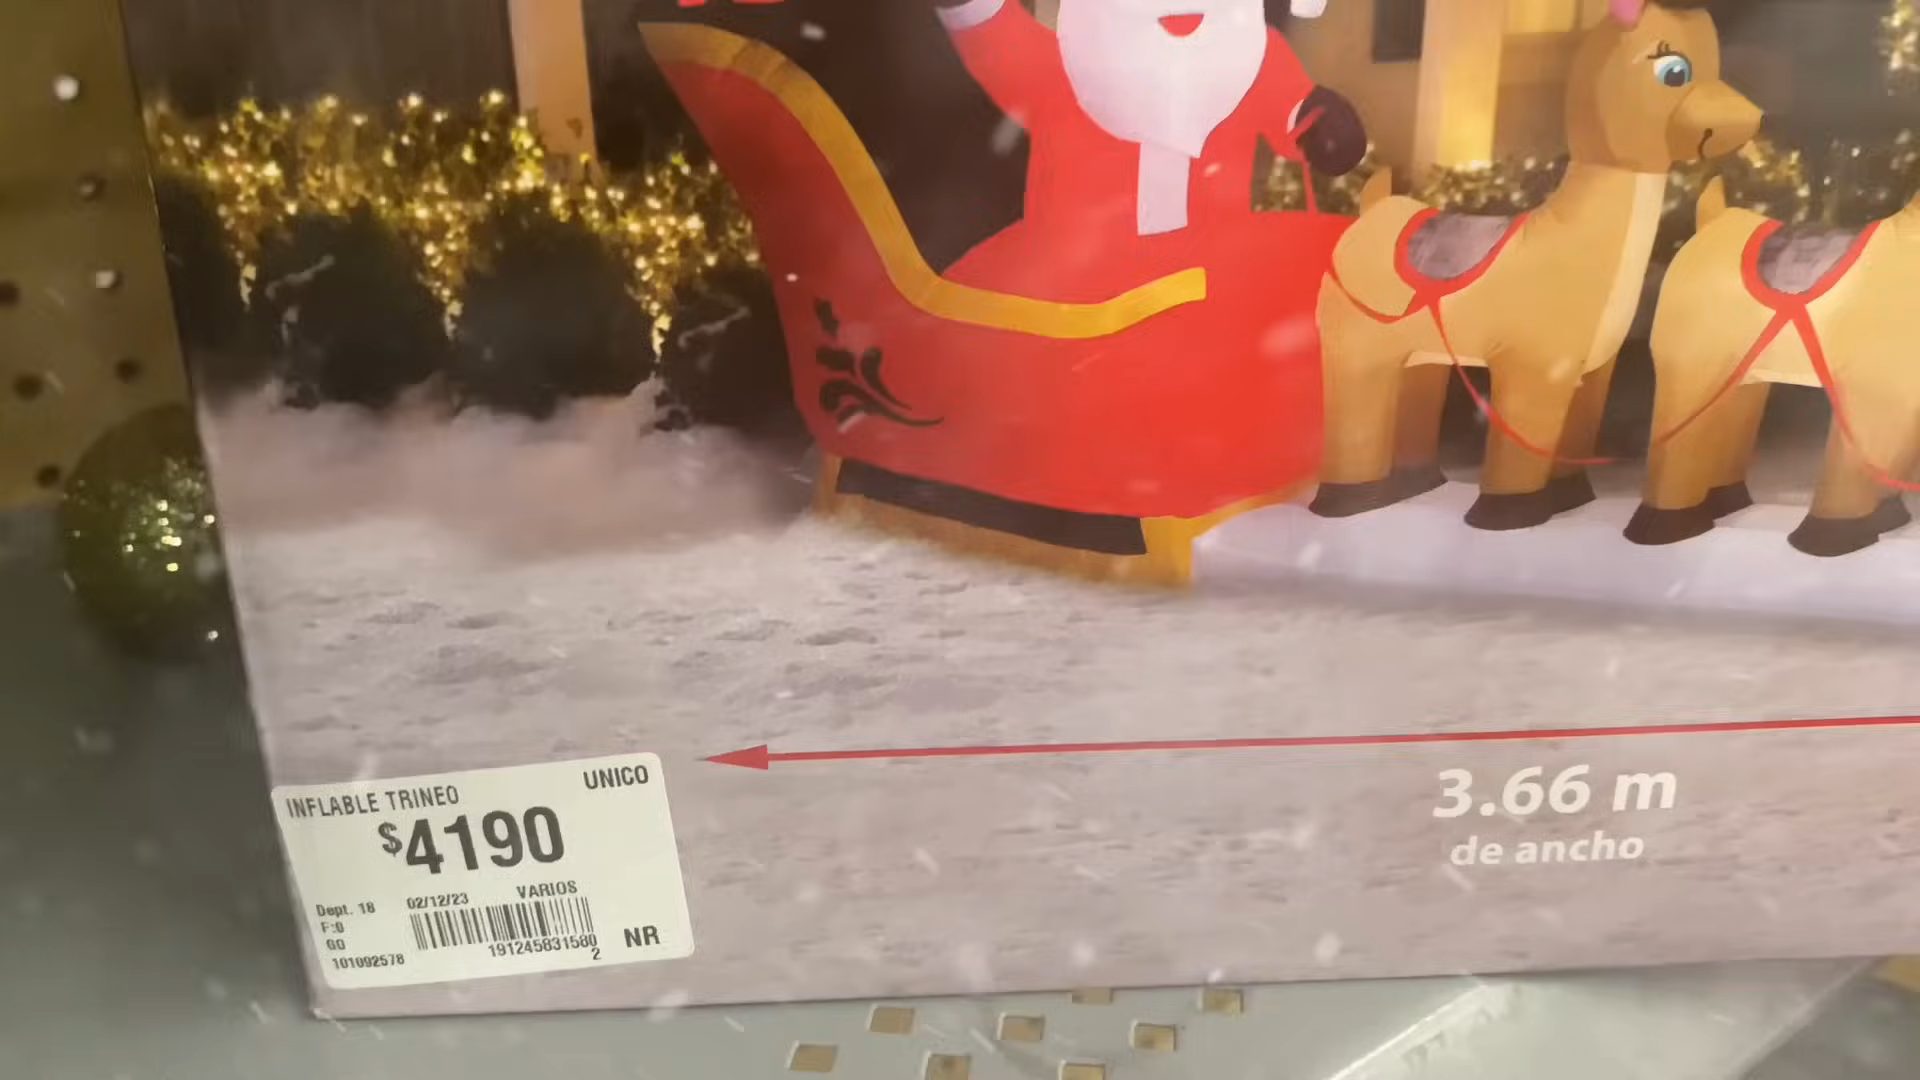 3.66 m
de ancho
INFLABLE TRINEO
UNICO
$4190
Dept. 18
02/12/23
VARIOS
F:0
GO
101092578
191245831580
2
NR